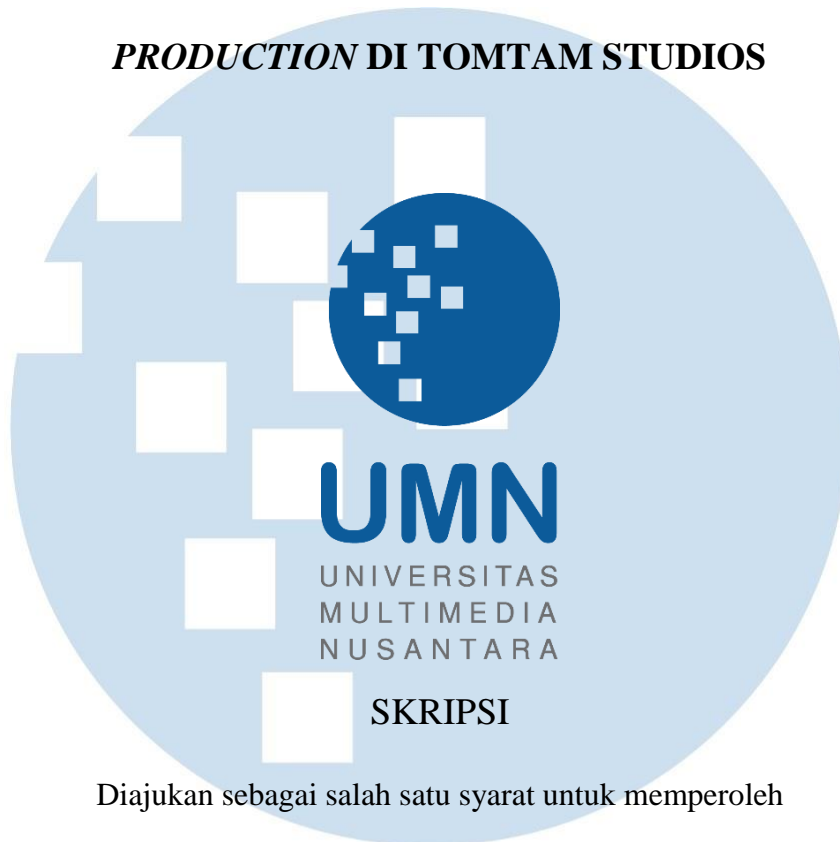 PRODUCTION DI TOMTAM STUDIOS
UMN
UNIVERSITAS
MULTIMEDIA
NUSANTARA
SKRIPSI
Diajukan sebagai salah satu syarat untuk memperoleh